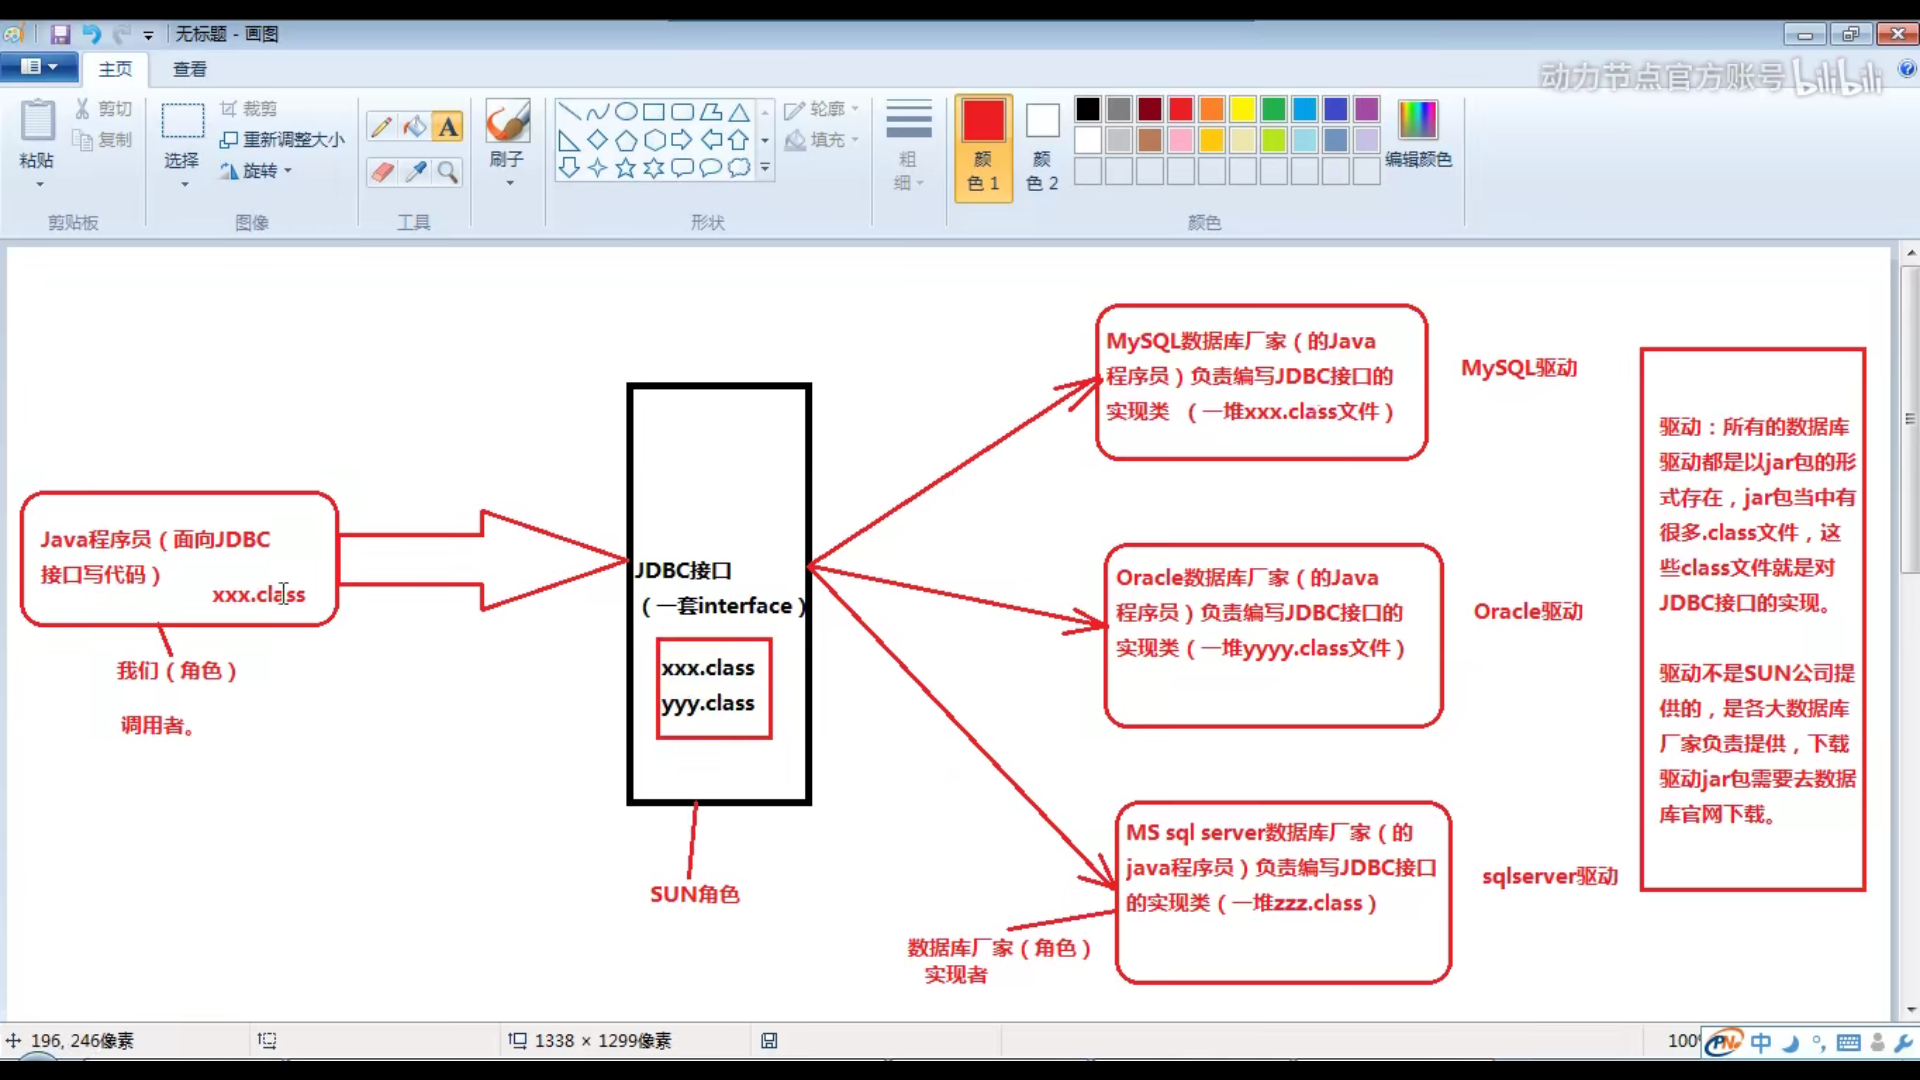 无标题 - 画图
主页
查看
动力节点官方账号 bilibili
粘贴
剪切
复制
剪贴板
选择
裁剪
重新调整大小
旋转
图像
A
工具
刷子
轮廓
填充
形状
粗
细
颜
色 1
颜
色 2
编辑颜色
颜色
Java程序员（面向JDBC
接口写代码）
xxx.class
我们（角色）
调用者。
JDBC接口
（一套interface）
xxx.class
yyy.class
SUN角色
MySQL数据库厂家（的Java
程序员）负责编写JDBC接口的
实现类 （一堆xxx.class文件）
MySQL驱动
Oracle数据库厂家（的Java
程序员）负责编写JDBC接口的
实现类（一堆yyyy.class文件）
Oracle驱动
MS sql server数据库厂家（的
java程序员）负责编写JDBC接口
的实现类（一堆zzz.class）
sqlserver驱动
数据库厂家（角色）
实现者
驱动：所有的数据库
驱动都是以jar包的形
式存在，jar包当中有
很多.class文件，这
些class文件就是对
JDBC接口的实现。
驱动不是SUN公司提
供的，是各大数据库
厂家负责提供，下载
驱动jar包需要去数据
库官网下载。
196, 246像素
1338 × 1299像素
100%
中